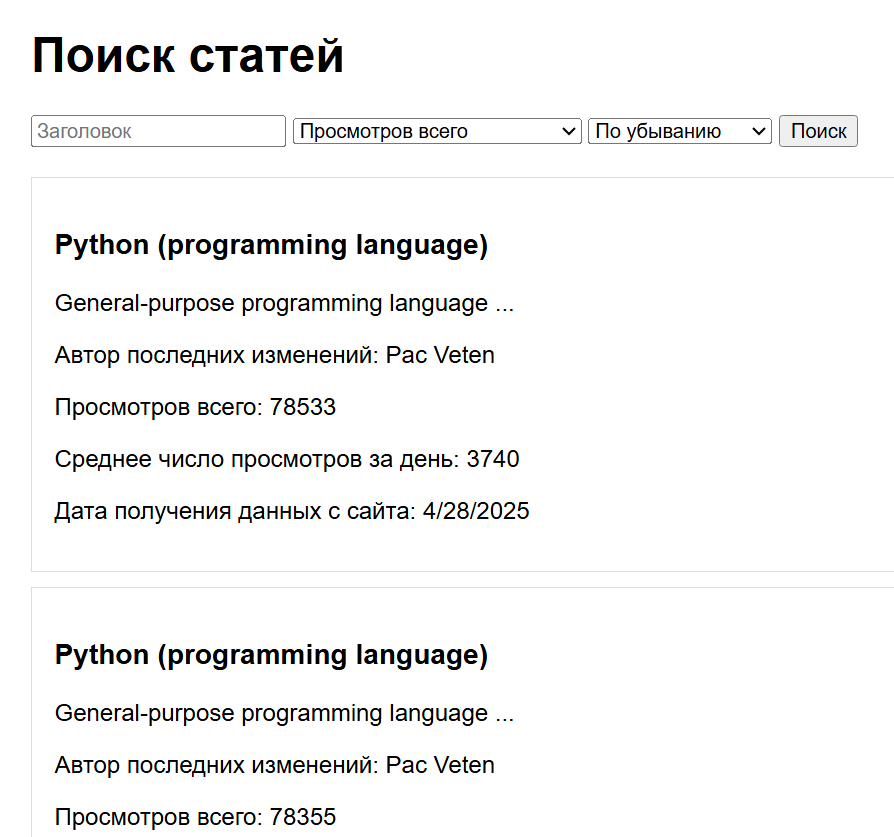 Поиск статей
Заголовок Просмотров всего По убыванию Поиск
Python (programming language)
General-purpose programming language ...
Автор последних изменений: Pac Veten
Просмотров всего: 78533
Среднее число просмотров за день: 3740
Дата получения данных с сайта: 4/28/2025
Python (programming language)
General-purpose programming language ...
Автор последних изменений: Pac Veten
Просмотров всего: 78355